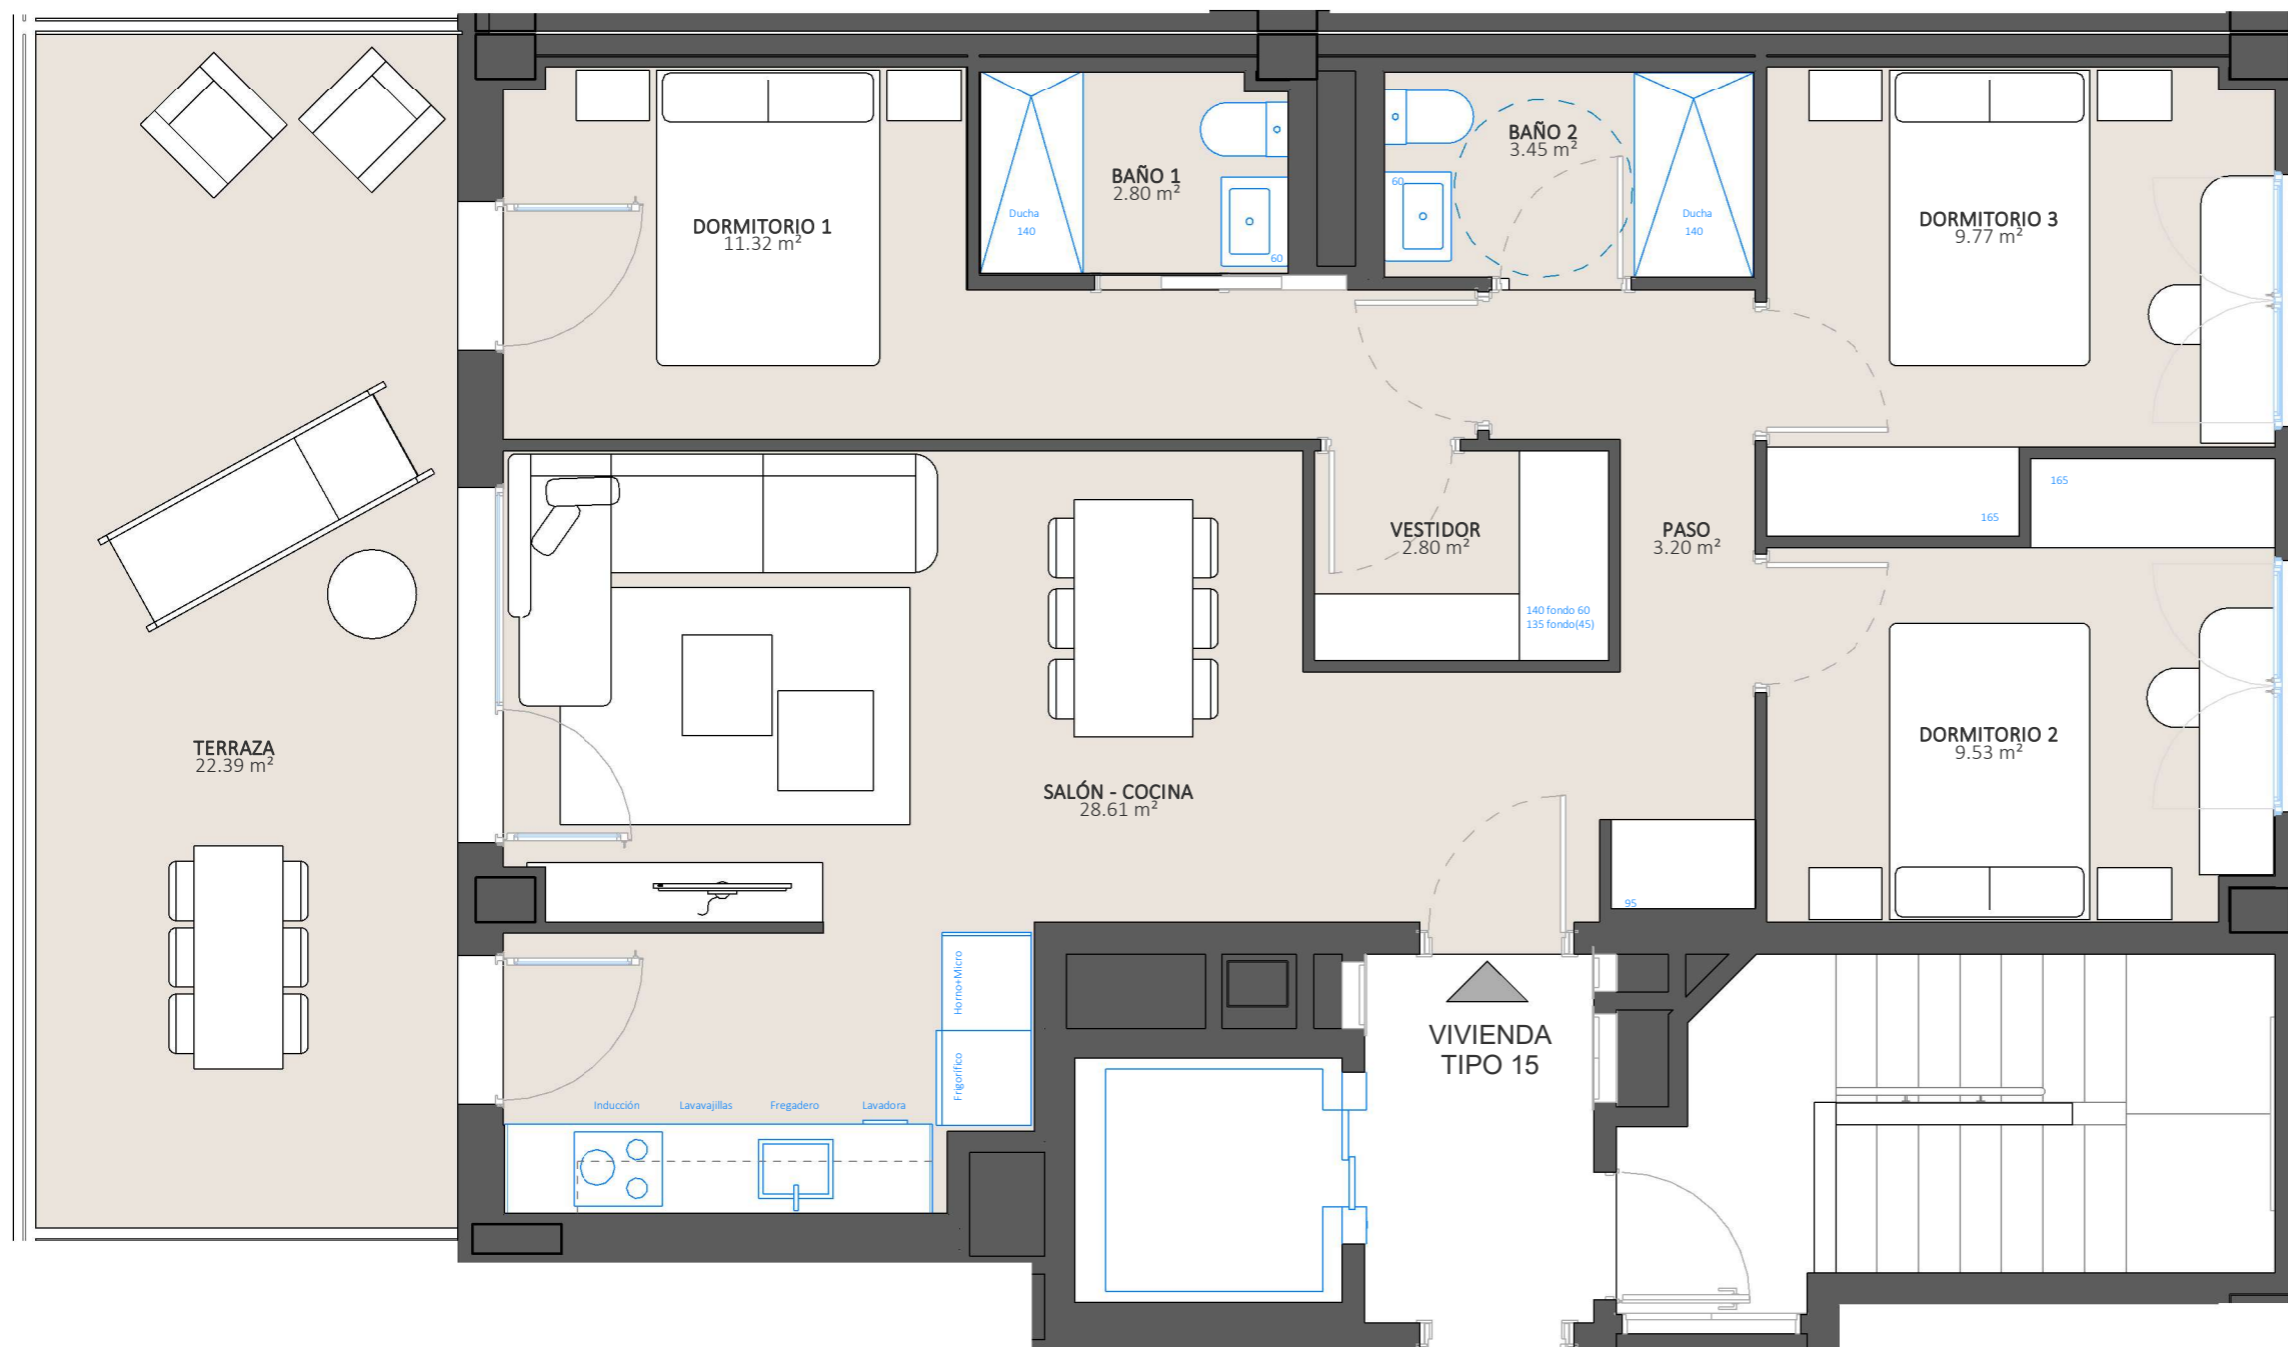 BAÑO 2
3.45 m²
BAÑO 1
2.80 m²
60
60
Ducha
140
Ducha
140
DORMITORIO 1
11.32 m²
DORMITORIO 3
9.77 m²
165
165
VESTIDOR
2.80 m²
PASO
3.20 m²
140 fondo 60
135 fondo(45)
TERRAZA
22.39 m²
DORMITORIO 2
9.53 m²
SALÓN - COCINA
28.61 m²
95
Horno+Micro
Frigorífico
VIVIENDA
TIPO 15
Inducción
Lavavajillas
Fregadero
Lavadora